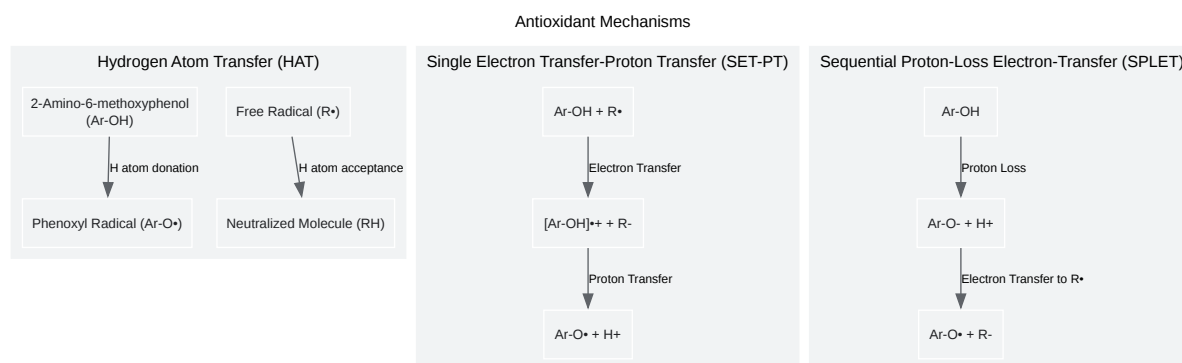 Antioxidant Mechanisms
Hydrogen Atom Transfer (HAT)
2-Amino-6-methoxyphenol
(Ar-OH)
Free Radical (R•)
H atom donation
H atom acceptance
Phenoxyl Radical (Ar-O•)
Neutralized Molecule (RH)
Single Electron Transfer-Proton Transfer (SET-PT)
Ar-OH + R•
Electron Transfer
[Ar-OH]•+ + R-
Proton Transfer
Ar-O• + H+
Sequential Proton-Loss Electron-Transfer (SPLET)
Ar-OH
Proton Loss
Ar-O- + H+
Electron Transfer to R•
Ar-O• + R-